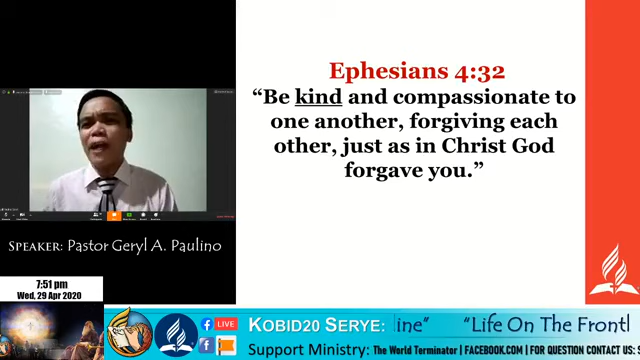 Ephesians 4:32
“Be kind and compassionate to
one another, forgiving each
other, just as in Christ God
forgave you.”
SPEAKER: Pastor Geryl A. Paulino
7:51 pm
Wed, 29 Apr 2020
LIVE
KOBID20 SERYE: ine” “Life On The Frontl
Support Ministry: The World Terminator | FACEBOOK.COM | FOR QUESTION CONTACT US: